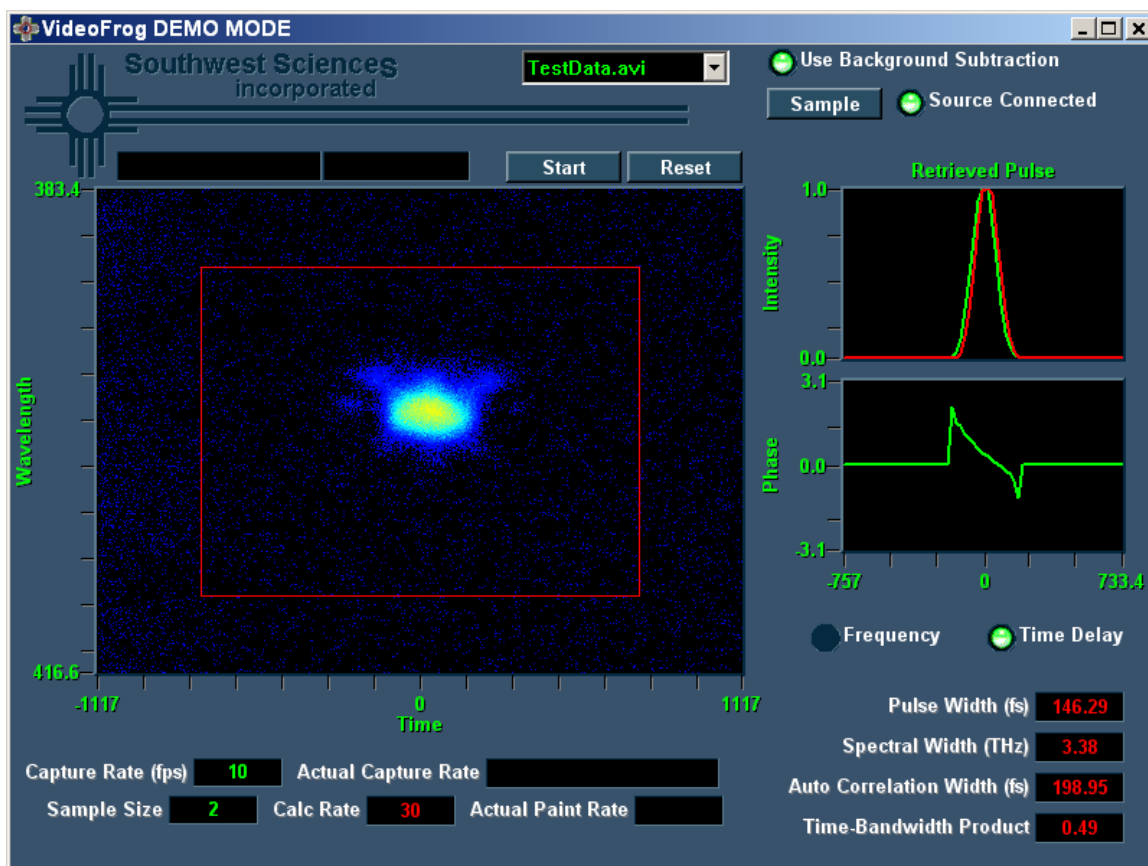 VideoFrog DEMO MODE
Southwest Sciences
incorporated
TestData.avi
Use Background Subtraction
Sample
Source Connected
Start
Reset
383.4
Wavelength
416.6
-1117
0
1117
Time
Retrieved Pulse
1.0
Intensity
0.0
3.1
Phase
0.0
-3.1
-757
0
733.4
Frequency
Time Delay
Capture Rate (fps) 10
Actual Capture Rate
Sample Size 2
Calc Rate 30
Actual Paint Rate
Pulse Width (fs) 146.29
Spectral Width (THz) 3.38
Auto Correlation Width (fs) 198.95
Time-Bandwidth Product 0.49